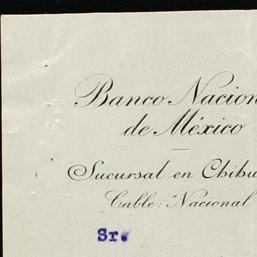 Banco Nacion
de México
Sucursal en Chihu
Cable: "Nacional
Sr.